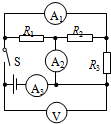 A₁
R₁ R₂
S A₂ R₃
A₃
V